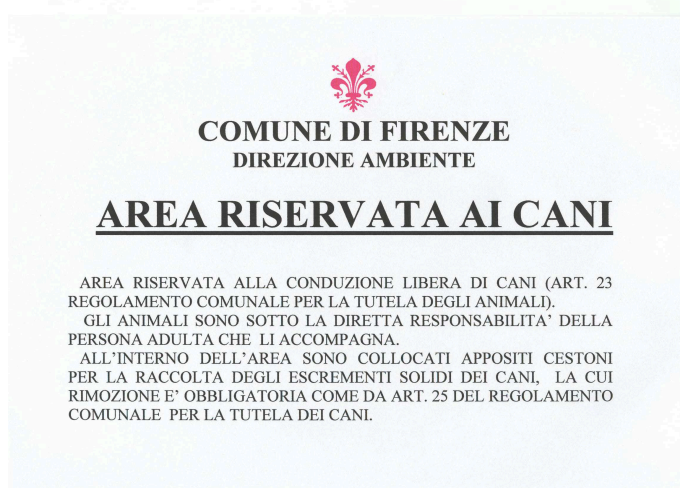 COMUNE DI FIRENZE
DIREZIONE AMBIENTE
AREA RISERVATA AI CANI
AREA RISERVATA ALLA CONDUZIONE LIBERA DI CANI (ART. 23
REGOLAMENTO COMUNALE PER LA TUTELA DEGLI ANIMALI).
GLI ANIMALI SONO SOTTO LA DIRETTA RESPONSABILITA' DELLA
PERSONA ADULTA CHE LI ACCOMPAGNA.
ALL'INTERNO DELL'AREA SONO COLLOCATI APPOSITI CESTONI
PER LA RACCOLTA DEGLI ESCREMENTI SOLIDI DEI CANI, LA CUI
RIMOZIONE E' OBBLIGATORIA COME DA ART. 25 DEL REGOLAMENTO
COMUNALE PER LA TUTELA DEI CANI.